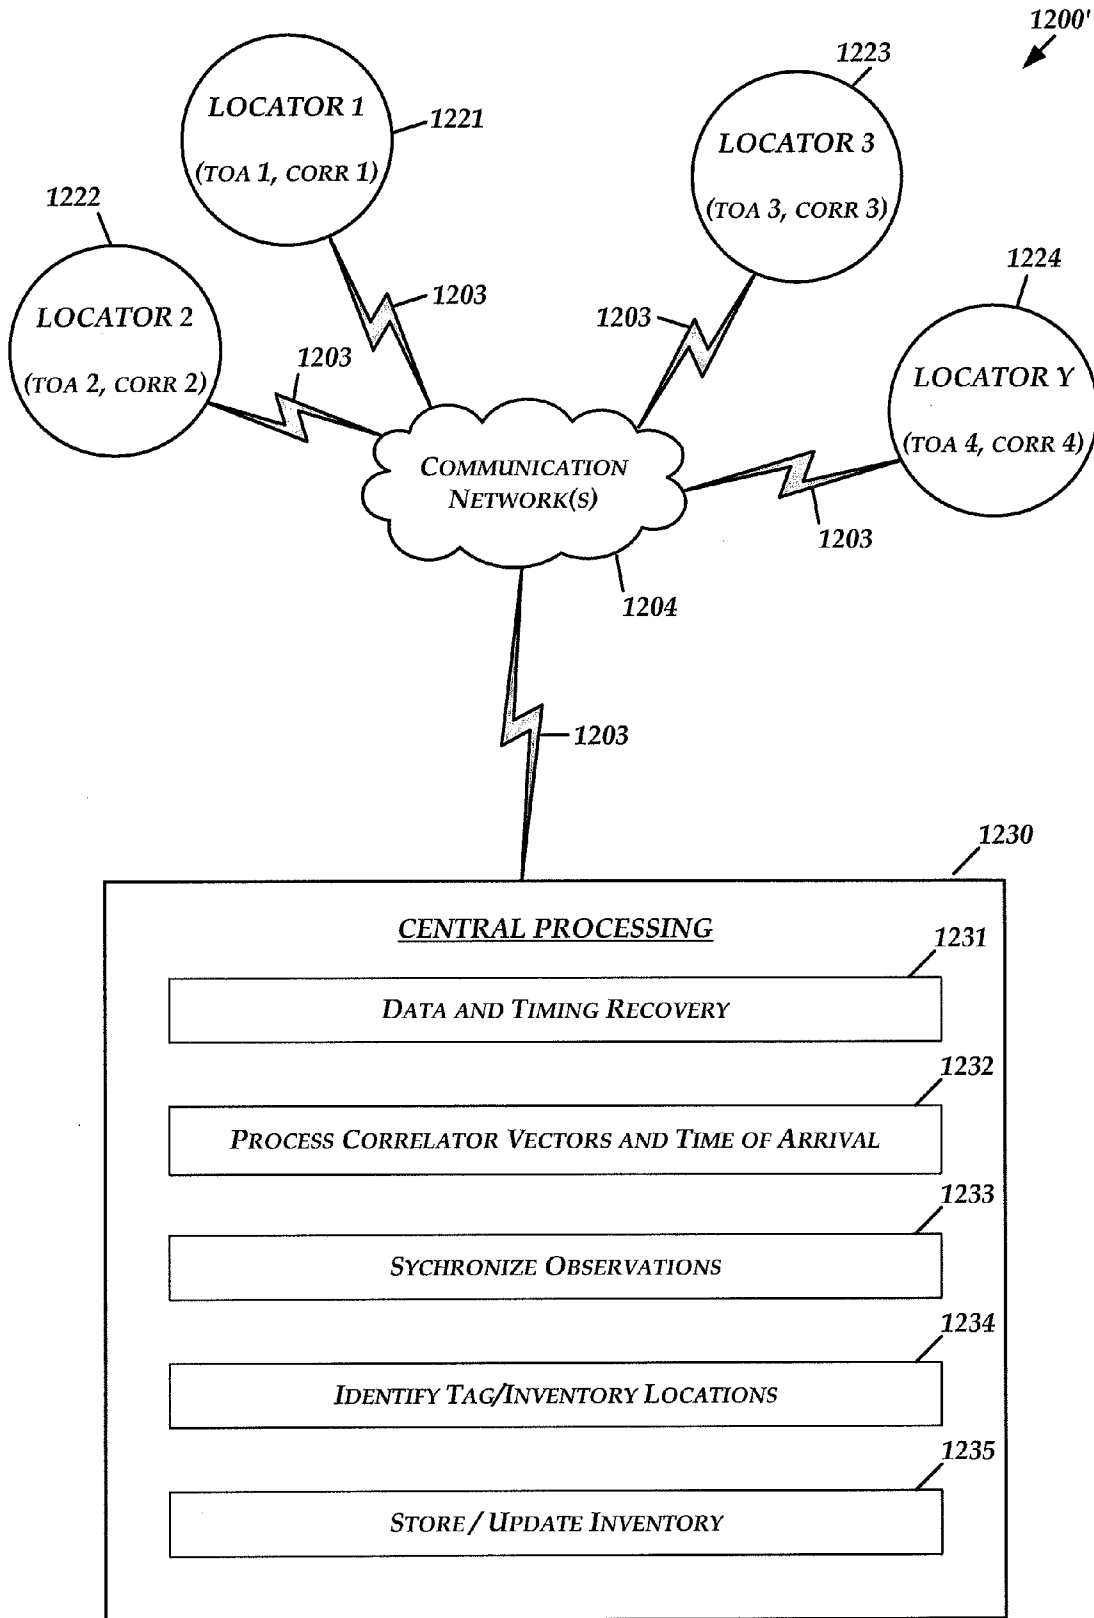 1200'
LOCATOR 1
(TOA 1, CORR 1)
1221
1223
LOCATOR 3
(TOA 3, CORR 3)
1222
LOCATOR 2
(TOA 2, CORR 2)
1224
LOCATOR Y
(TOA 4, CORR 4)
1203
1203
1203
1203
COMMUNICATION
NETWORK(S)
1204
1203
1230
CENTRAL PROCESSING
1231
DATA AND TIMING RECOVERY
1232
PROCESS CORRELATOR VECTORS AND TIME OF ARRIVAL
1233
SYCHRONIZE OBSERVATIONS
1234
IDENTIFY TAG/INVENTORY LOCATIONS
1235
STORE / UPDATE INVENTORY